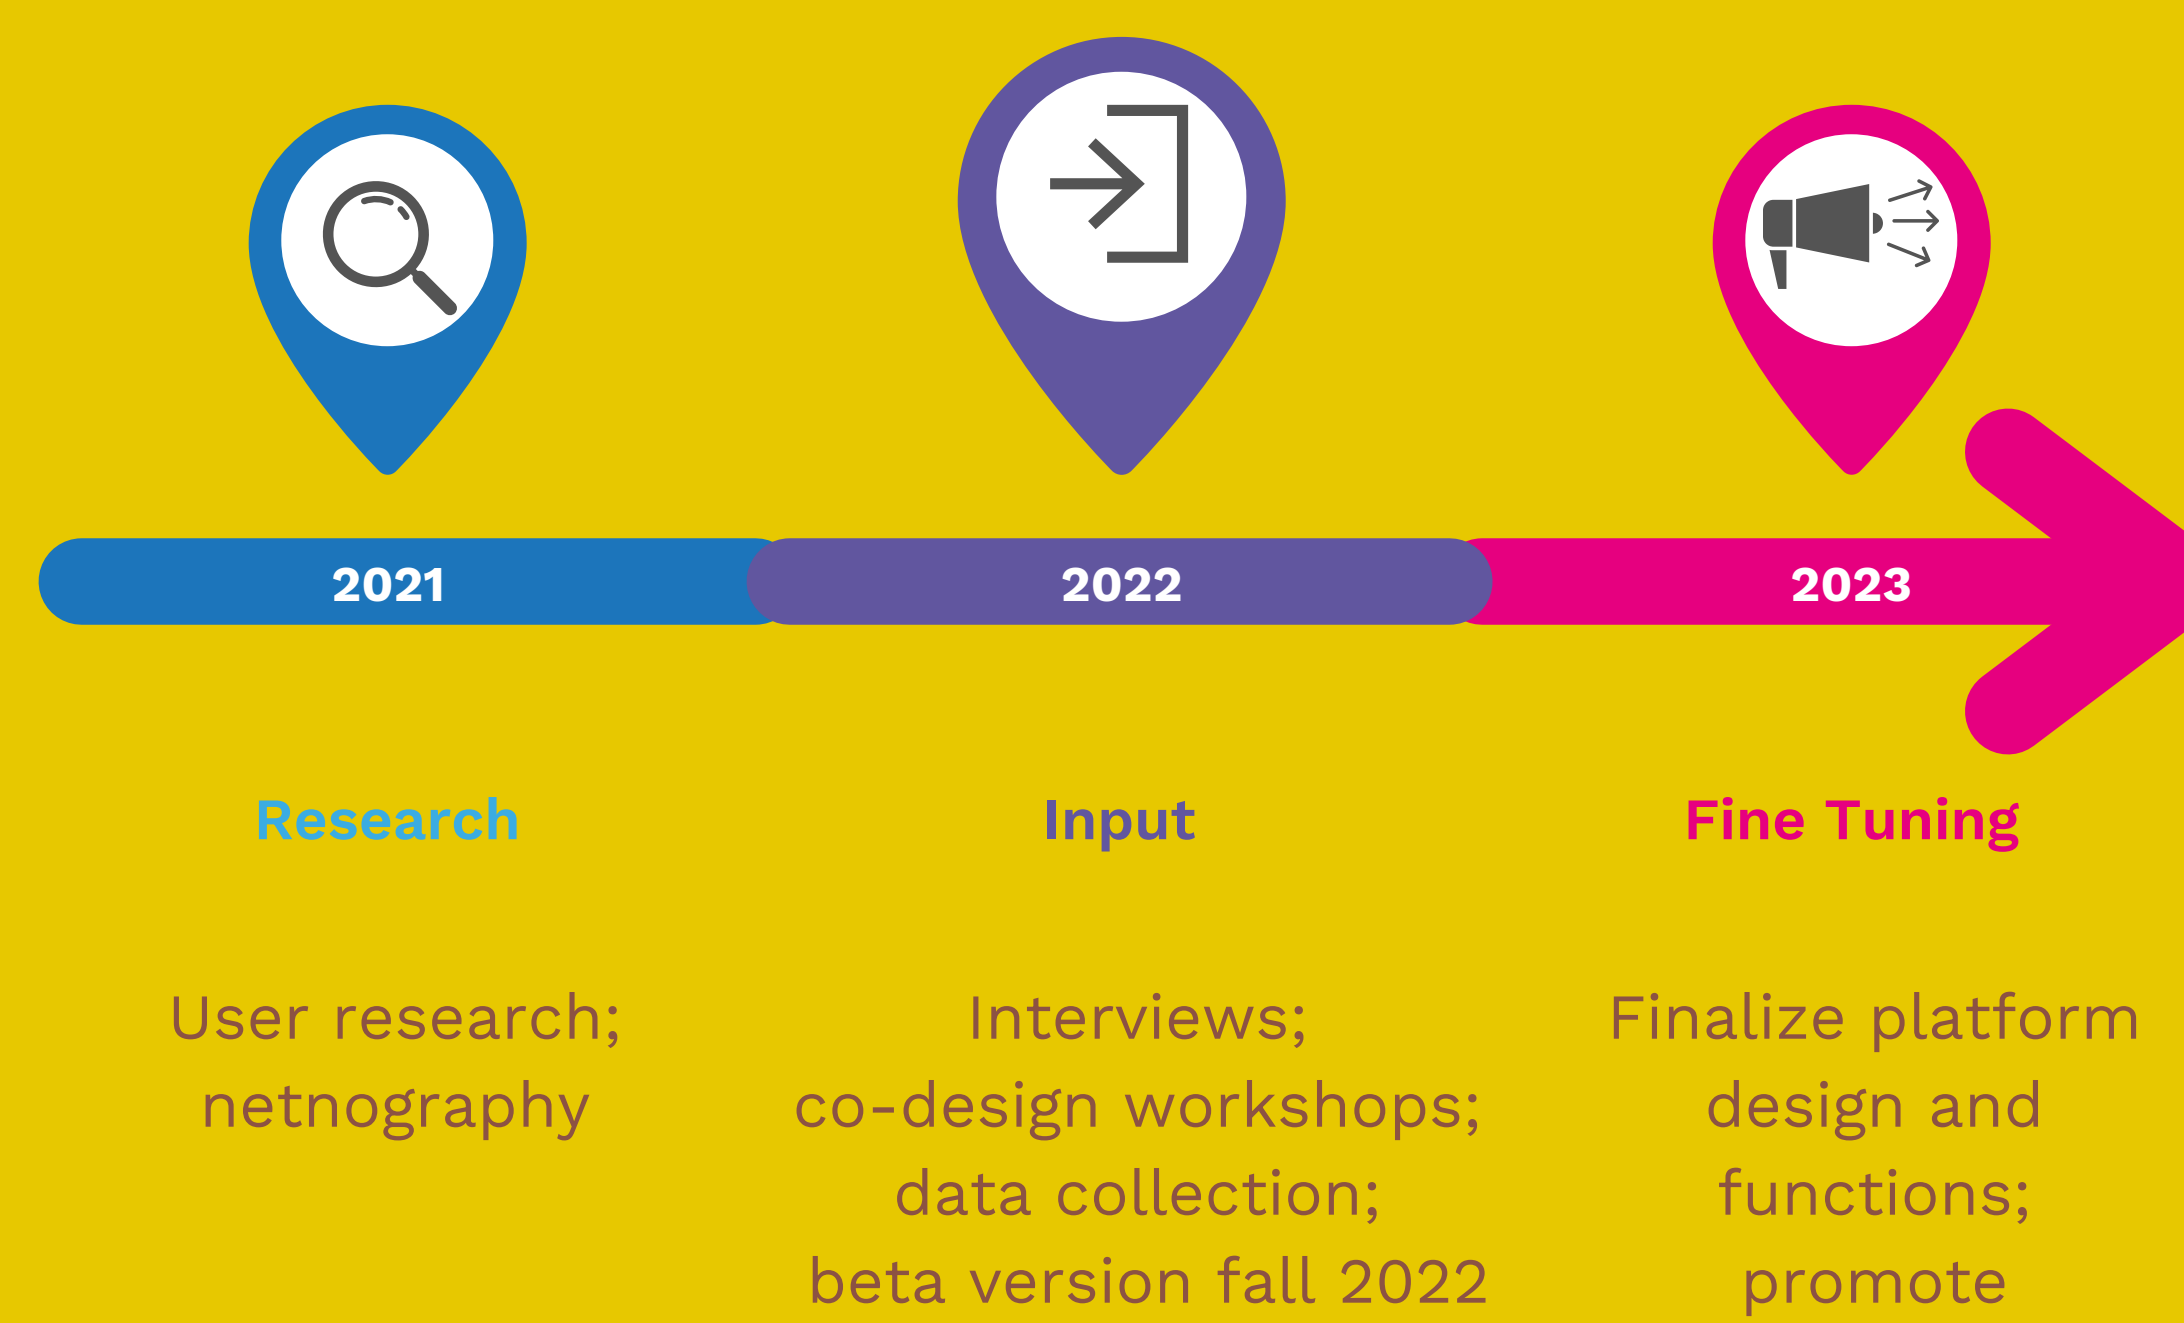 2021
2022
2023
Research
User research;
netnography
Input
Interviews;
co-design workshops;
data collection;
beta version fall 2022
Fine Tuning
Finalize platform
design and
functions;
promote